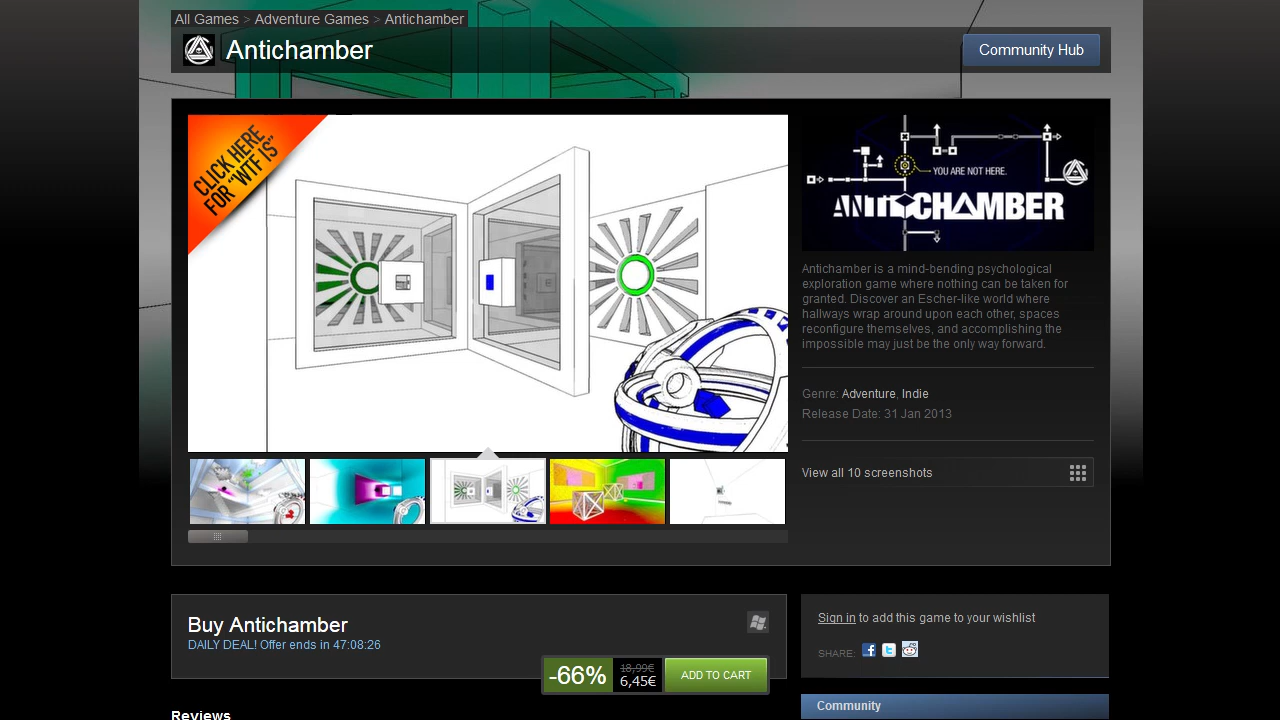 All Games > Adventure Games > Antichamber
Antichamber
Community Hub
CLICK HERE
FOR "WTF IS"
YOU ARE NOT HERE.
ANTICHAMBER
Antichamber is a mind-bending psychological
exploration game where nothing can be taken for
granted. Discover an Escher-like world where
hallways wrap around upon each other, spaces
reconfigure themselves, and accomplishing the
impossible may just be the only way forward.
Genre: Adventure, Indie
Release Date: 31 Jan 2013
View all 10 screenshots
Buy Antichamber
DAILY DEAL! Offer ends in 47:08:26
-66%
18,99€
6,45€
ADD TO CART
Sign in to add this game to your wishlist
SHARE:
Community
Reviews